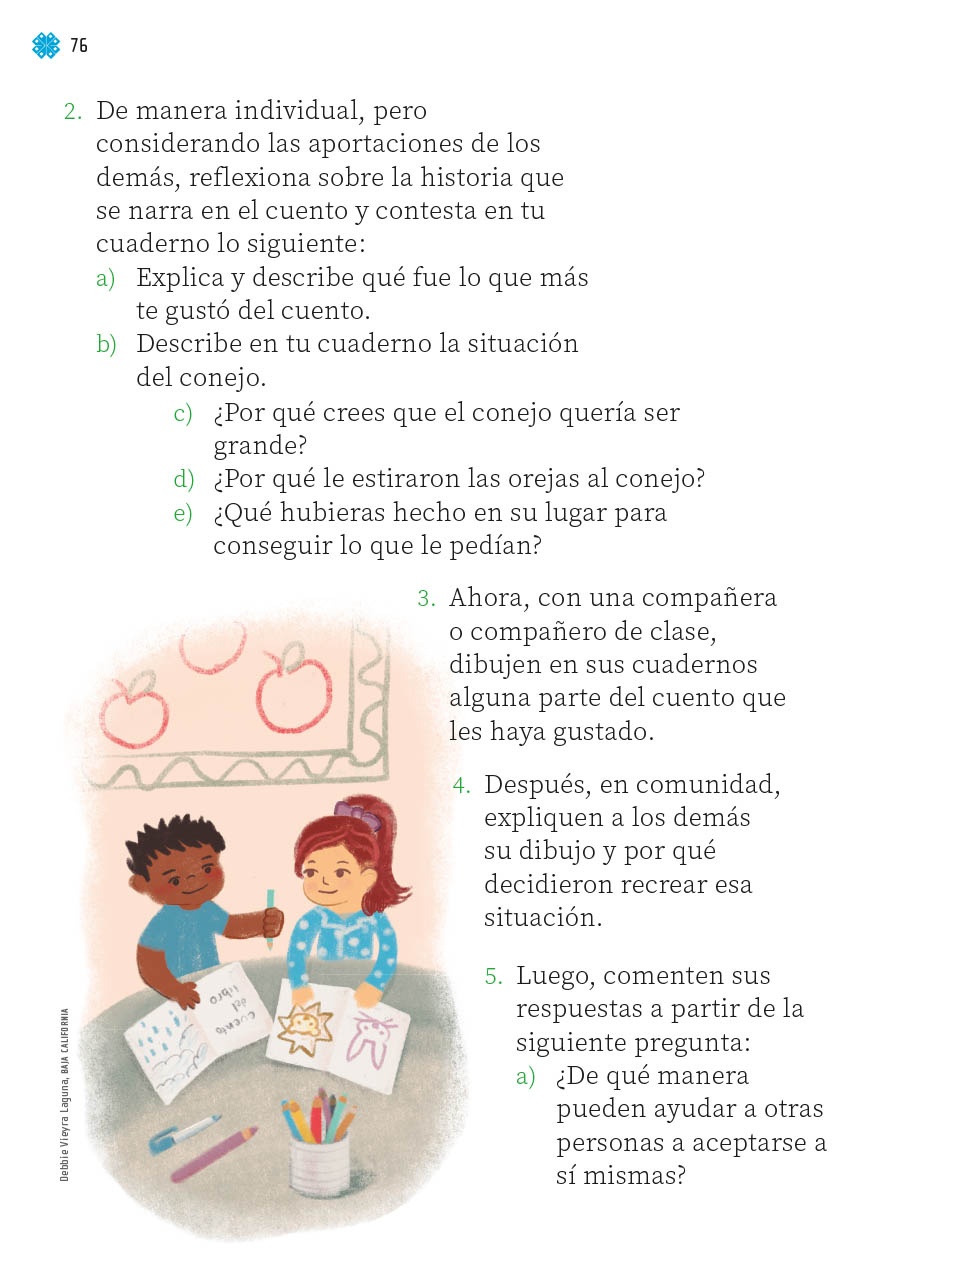 76
2. De manera individual, pero
considerando las aportaciones de los
demás, reflexiona sobre la historia que
se narra en el cuento y contesta en tu
cuaderno lo siguiente:
a) Explica y describe qué fue lo que más
te gustó del cuento.
b) Describe en tu cuaderno la situación
del conejo.
c) ¿Por qué crees que el conejo quería ser
grande?
d) ¿Por qué le estiraron las orejas al conejo?
e) ¿Qué hubieras hecho en su lugar para
conseguir lo que le pedían?
3. Ahora, con una compañera
o compañero de clase,
dibujen en sus cuadernos
alguna parte del cuento que
les haya gustado.
4. Después, en comunidad,
expliquen a los demás
su dibujo y por qué
decidieron recrear esa
situación.
5. Luego, comenten sus
respuestas a partir de la
siguiente pregunta:
a) ¿De qué manera
pueden ayudar a otras
personas a aceptarse a
sí mismas?
cuento
del
libro
Debbie Vieyra Laguna, BAJA CALIFORNIA